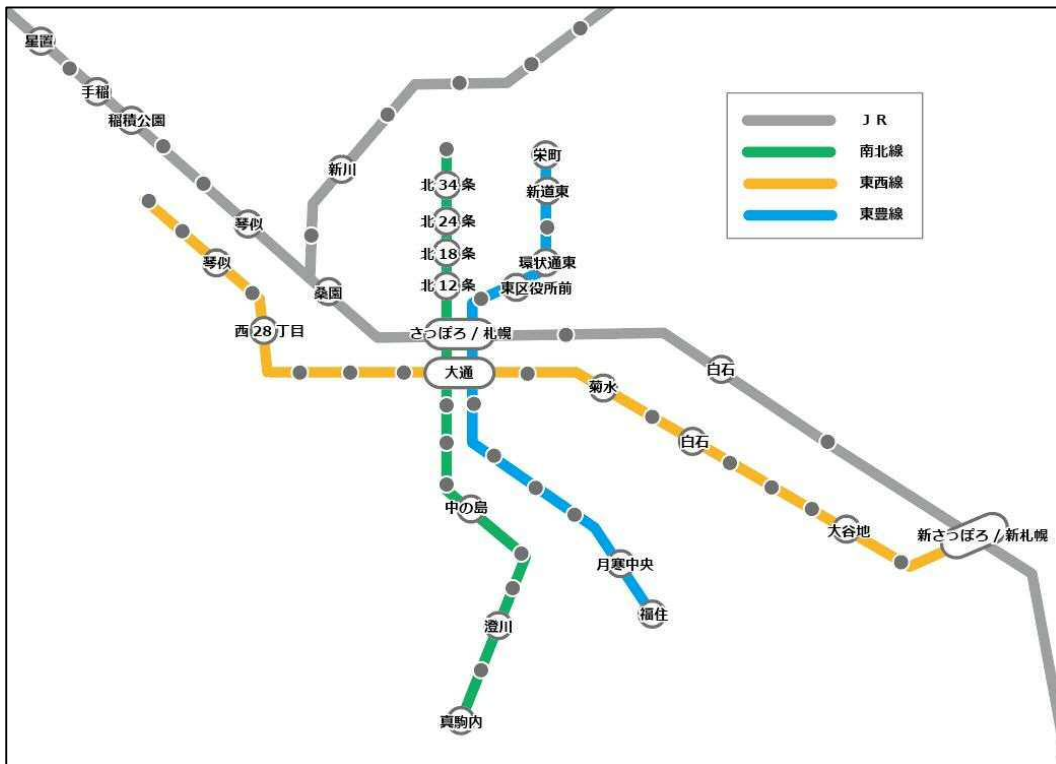 星置
手稲
稲積公園
新川
琴似
桑園
ＪＲ
南北線
東西線
東豊線
栄町
新道東
環状通東
東区役所前
北34条
北24条
北18条
北12条
琴似
西28丁目
さっぽろ / 札幌
大通
白石
菊水
白石
大谷地
新さっぽろ / 新札幌
中の島
月寒中央
福住
澄川
真駒内